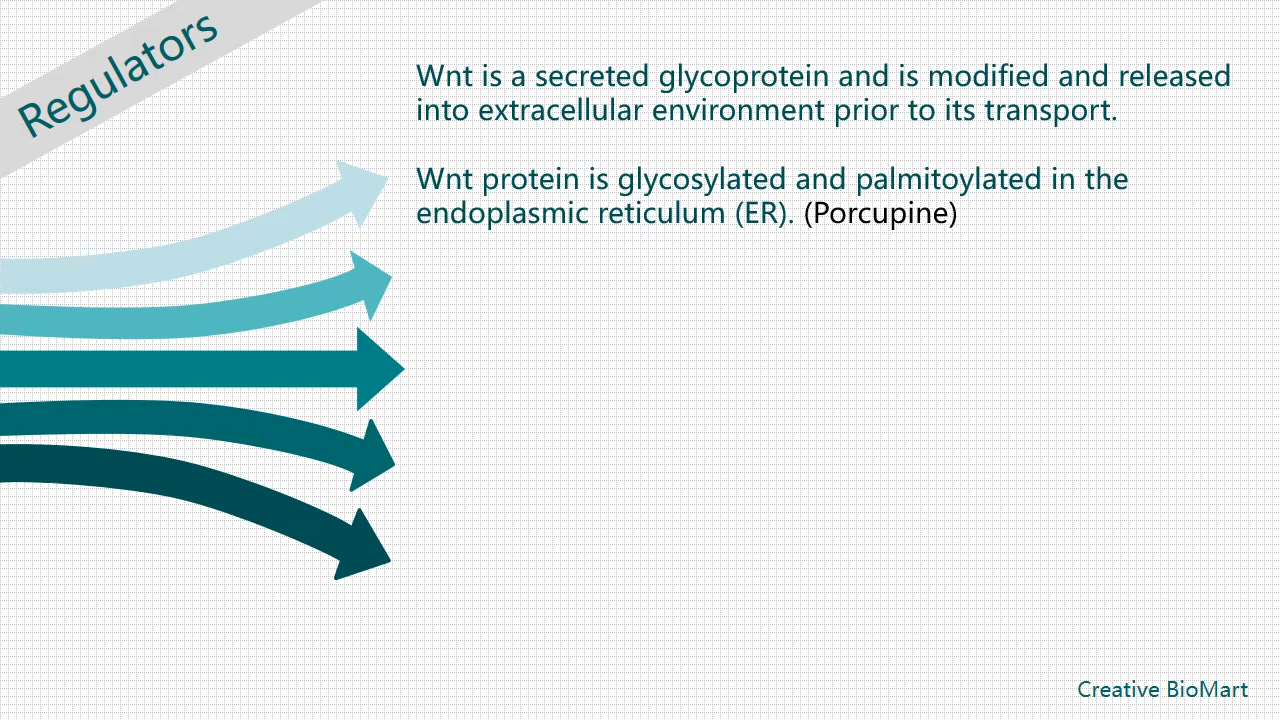 Regulators
Wnt is a secreted glycoprotein and is modified and released
into extracellular environment prior to its transport.
Wnt protein is glycosylated and palmitoylated in the
endoplasmic reticulum (ER). (Porcupine)
Creative BioMart